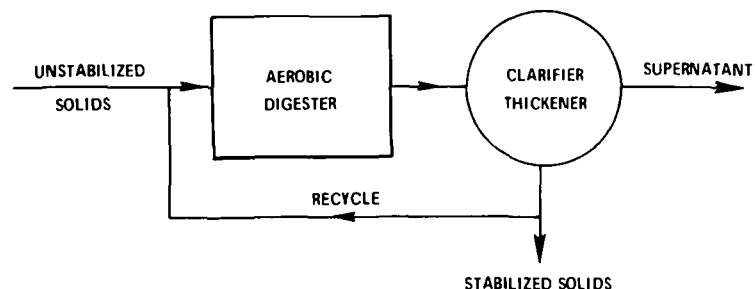 UNSTABILIZED
SOLIDS
AEROBIC
DIGESTER
CLARIFIER
THICKENER
SUPERNATANT
RECYCLE
STABILIZED SOLIDS